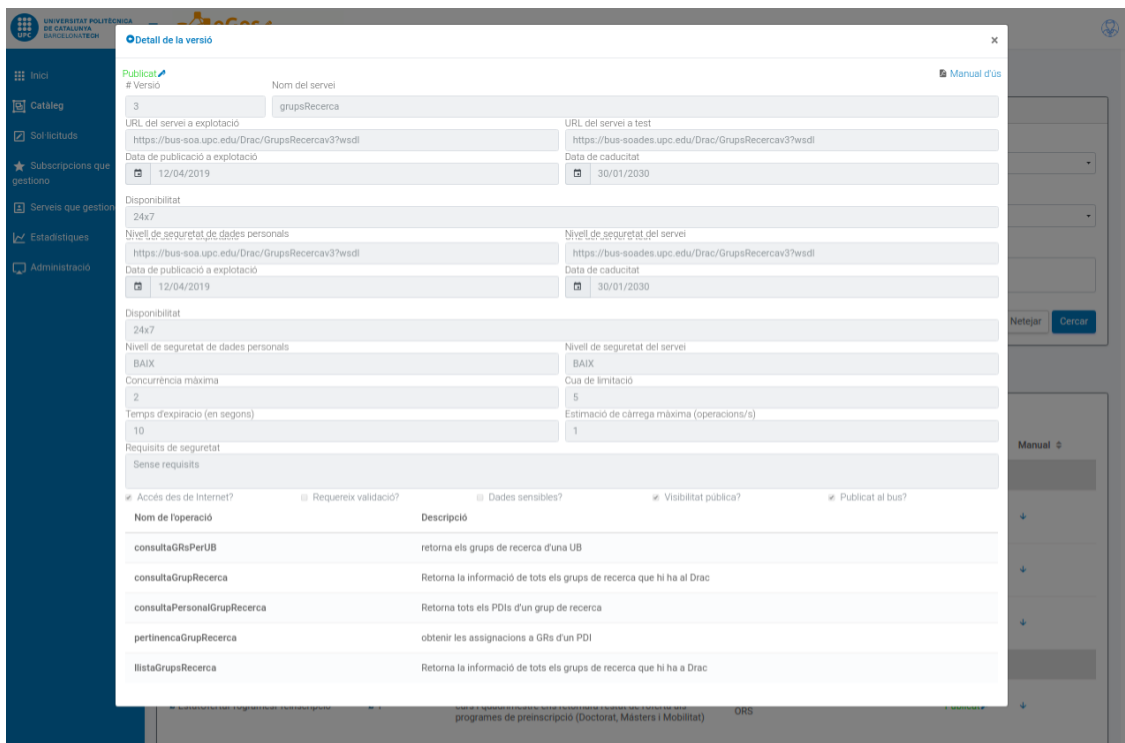 UNIVERSITAT POLITÈCNICA
DE CATALUNYA
BARCELONATECH
UPC
Inici
Catàleg
Sol·licituds
Subscripcions que
gestiono
Serveis que gestiono
Estadístiques
Administració
Detall de la versió ×
Publicat Manual d'ús
# Versió Nom del servei
3 grupsRecerca
URL del servei a explotació URL del servei a test
https://bus-soa.upc.edu/Drac/GrupsRecercav3?wsdl https://bus-soades.upc.edu/Drac/GrupsRecercav3?wsdl
Data de publicació a explotació Data de caducitat
12/04/2019 30/01/2030
Disponibilitat
24x7
Nivell de seguretat de dades personals Nivell de seguretat del servei
https://bus-soa.upc.edu/Drac/GrupsRecercav3?wsdl https://bus-soades.upc.edu/Drac/GrupsRecercav3?wsdl
Data de publicació a explotació Data de caducitat
12/04/2019 30/01/2030
Disponibilitat
24x7
Nivell de seguretat de dades personals Nivell de seguretat del servei
BAIX BAIX
Concurrència màxima Cua de limitació
2 5
Temps d'expiracio (en segons) Estimació de càrrega màxima (operacions/s)
10 1
Requisits de seguretat
Sense requisits
Accés des de Internet? Requereix validació? Dades sensibles? Visibilitat pública? Publicat al bus?
Nom de l'operació Descripció
consultaGRsPerUB retorna els grups de recerca d'una UB
consultaGrupRecerca Retorna la informació de tots els grups de recerca que hi ha al Drac
consultaPersonalGrupRecerca Retorna tots els PDIs d'un grup de recerca
pertinencaGrupRecerca obtenir les assignacions a GRs d'un PDI
llistaGrupsRecerca Retorna la informació de tots els grups de recerca que hi ha a Drac
Netejar Cercar
Manual
programes de preinscripció (Doctorat, Màsters i Mobilitat) ORS